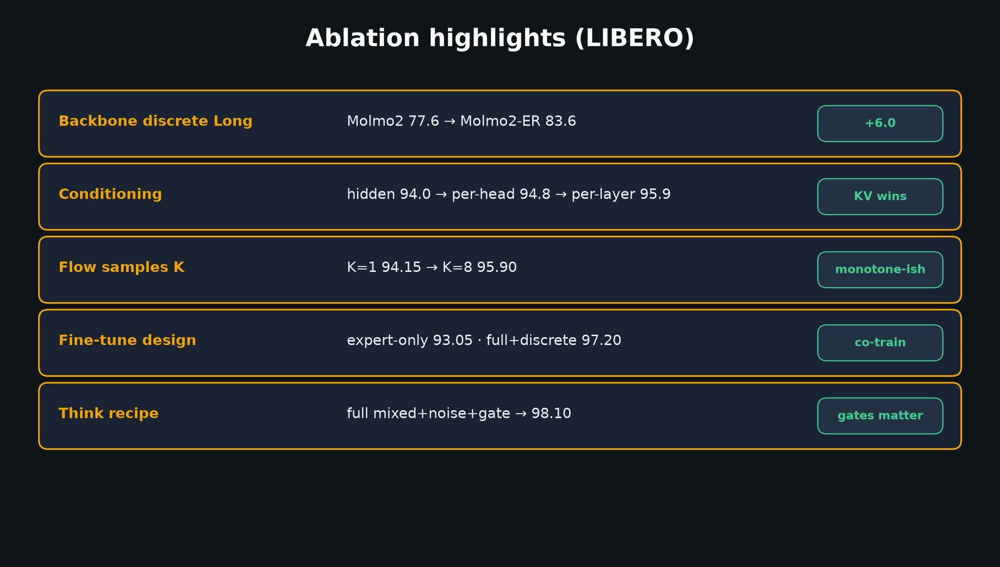 Ablation highlights (LIBERO)
Backbone discrete Long Molmo2 77.6 → Molmo2-ER 83.6 +6.0
Conditioning hidden 94.0 → per-head 94.8 → per-layer 95.9 KV wins
Flow samples K K=1 94.15 → K=8 95.90 monotone-ish
Fine-tune design expert-only 93.05 · full+discrete 97.20 co-train
Think recipe full mixed+noise+gate → 98.10 gates matter